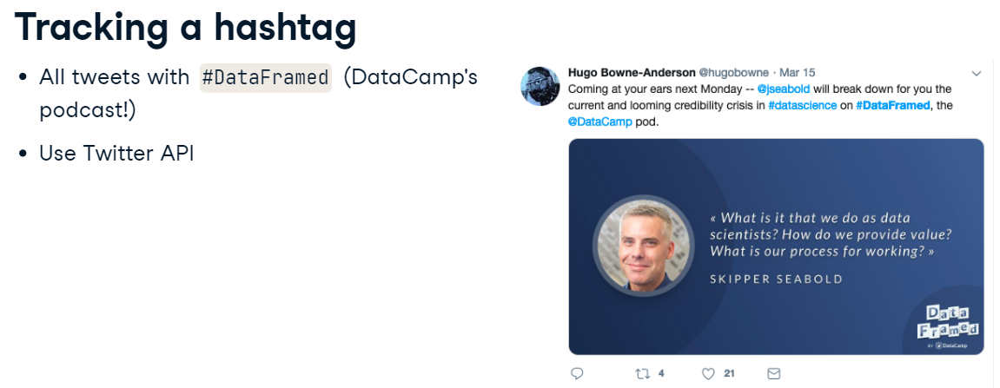 Tracking a hashtag
• All tweets with #DataFramed (DataCamp's
podcast!)
• Use Twitter API
Hugo Bowne-Anderson @hugobowne · Mar 15
Coming at your ears next Monday -- @jseabold will break down for you the
current and looming credibility crisis in #datascience on #DataFramed, the
@DataCamp pod.
« What is it that we do as data
scientists? How do we provide value?
What is our process for working? »
SKIPPER SEABOLD
Data
Framed
BY DataCamp
4 21